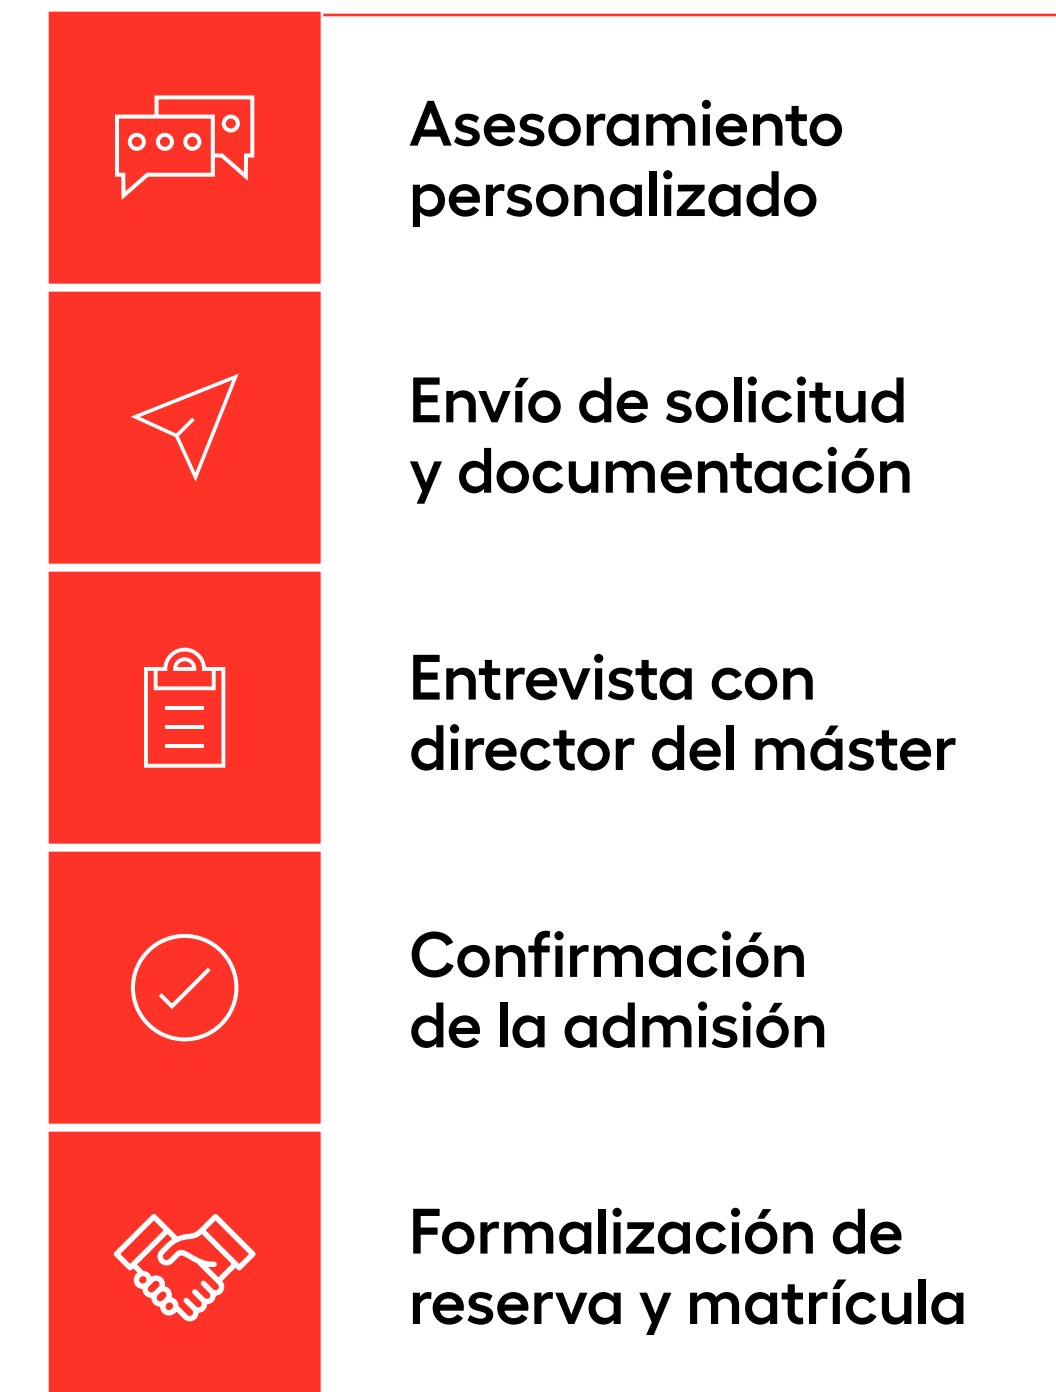 Asesoramiento
personalizado
Envío de solicitud
y documentación
Entrevista con
director del máster
Confirmación
de la admisión
Formalización de
reserva y matrícula